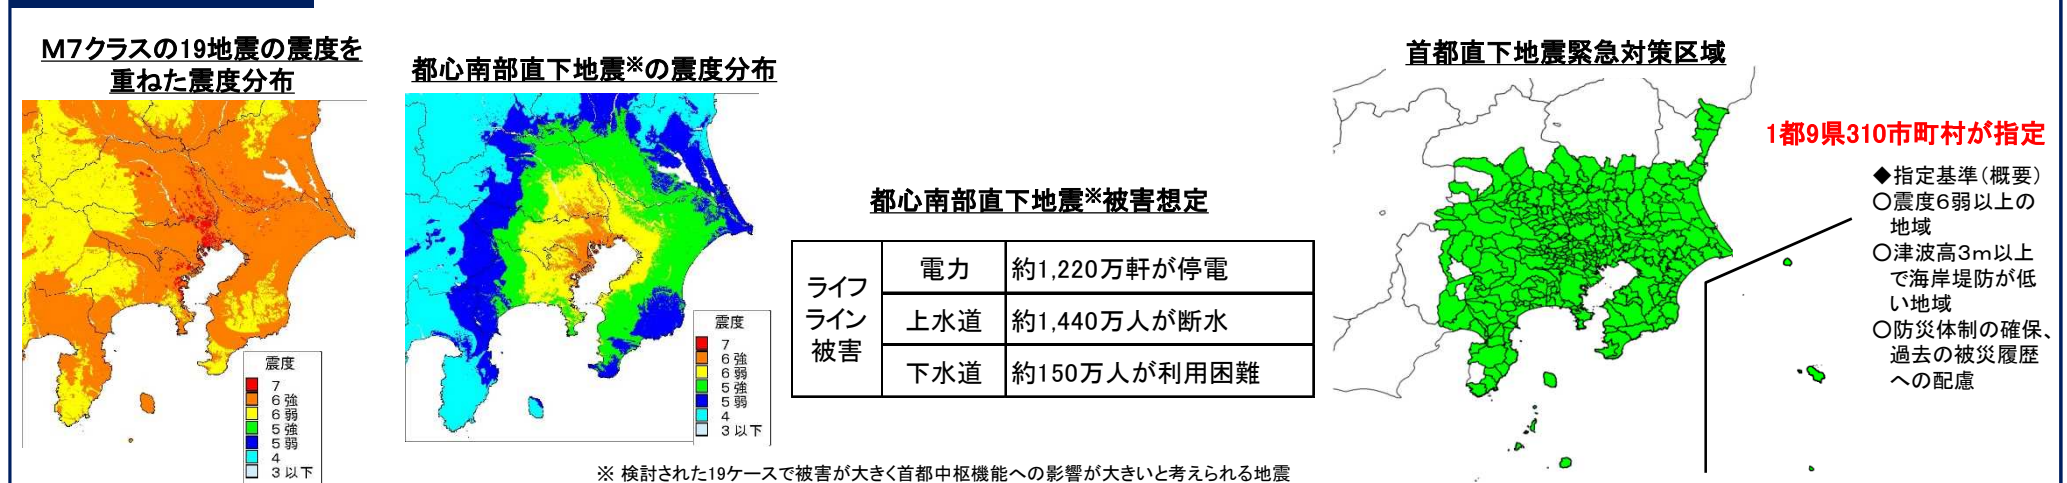 M7クラスの19地震の震度を
重ねた震度分布
震度
7
6強
6弱
5強
5弱
4
3以下
都心南部直下地震※の震度分布
震度
7
6強
6弱
5強
5弱
4
3以下
都心南部直下地震※被害想定
ライフ
ライン
被害
電力 約1,220万軒が停電
上水道 約1,440万人が断水
下水道 約150万人が利用困難
※ 検討された19ケースで被害が大きく首都中枢機能への影響が大きいと考えられる地震
首都直下地震緊急対策区域
1都9県310市町村が指定
◆指定基準(概要)
○震度6弱以上の
地域
○津波高3m以上
で海岸堤防が低
い地域
○防災体制の確保、
過去の被災履歴
への配慮